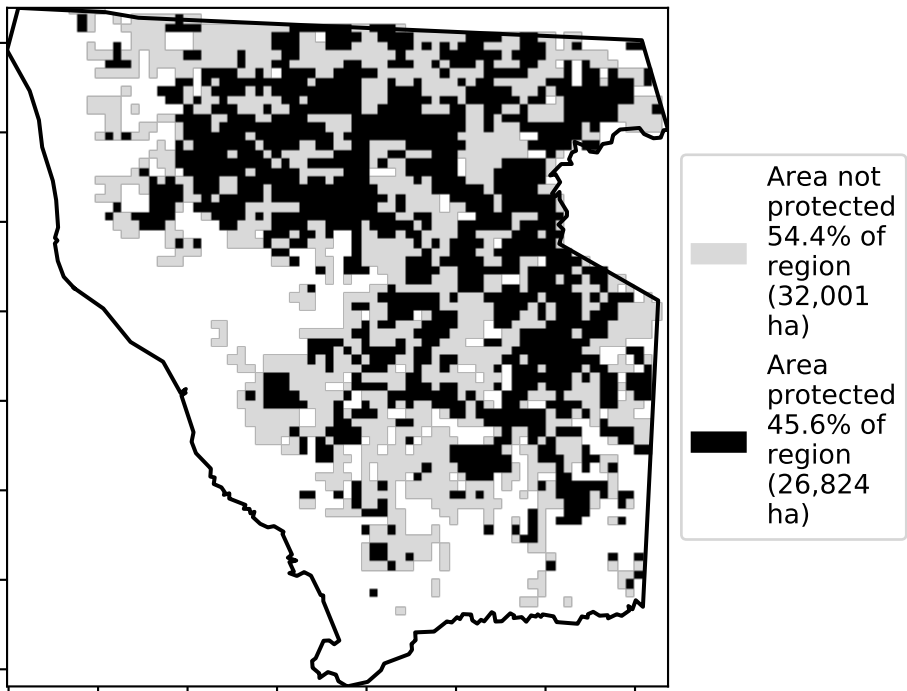 Area not
protected
54.4% of
region
(32,001
ha)
Area
protected
45.6% of
region
(26,824
ha)